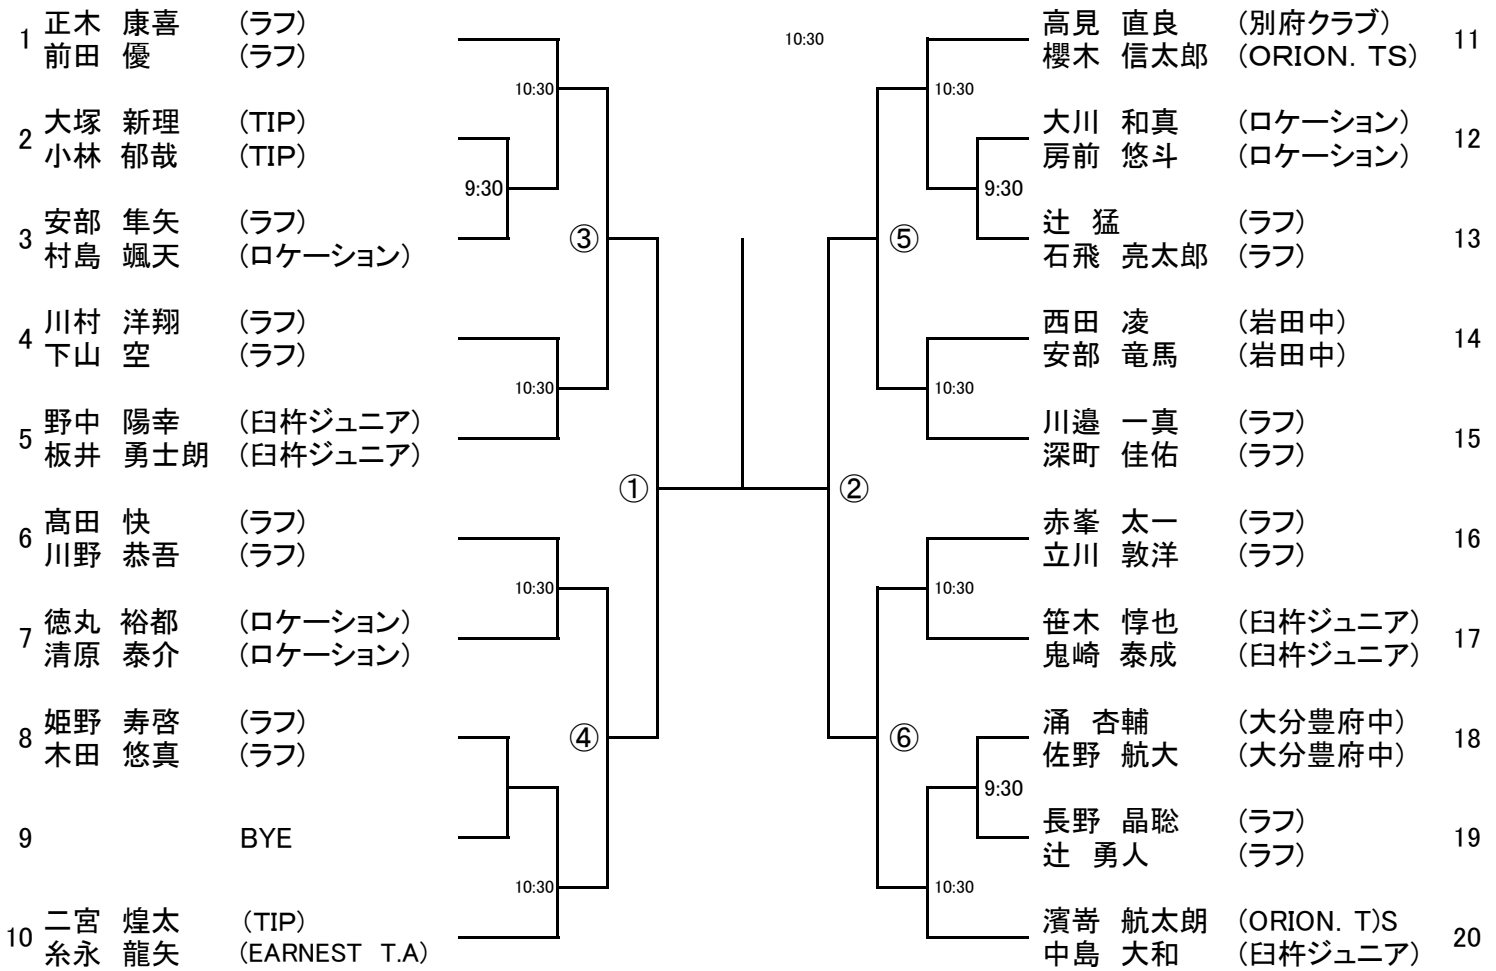 1 正木 康喜 (ラフ)
前田 優 (ラフ)
2 大塚 新理 (TIP)
小林 郁哉 (TIP)
3 安部 隼矢 (ラフ)
村島 颯天 (ロケーション)
4 川村 洋翔 (ラフ)
下山 空 (ラフ)
5 野中 陽幸 (臼杵ジュニア)
板井 勇士朗 (臼杵ジュニア)
6 髙田 快 (ラフ)
川野 恭吾 (ラフ)
7 徳丸 裕都 (ロケーション)
清原 泰介 (ロケーション)
8 姫野 寿啓 (ラフ)
木田 悠真 (ラフ)
9 BYE
10 二宮 煌太 (TIP)
糸永 龍矢 (EARNEST T.A)
10:30
9:30
③
10:30
①
10:30
④
10:30
10:30
②
10:30
9:30
⑤
10:30
10:30
⑥
9:30
10:30
高見 直良 (別府クラブ) 11
櫻木 信太郎 (ORION. TS)
大川 和真 (ロケーション) 12
房前 悠斗 (ロケーション)
辻 猛 (ラフ) 13
石飛 亮太郎 (ラフ)
西田 凌 (岩田中) 14
安部 竜馬 (岩田中)
川邉 一真 (ラフ) 15
深町 佳佑 (ラフ)
赤峯 太一 (ラフ) 16
立川 敦洋 (ラフ)
笹木 惇也 (臼杵ジュニア) 17
鬼崎 泰成 (臼杵ジュニア)
涌 杏輔 (大分豊府中) 18
佐野 航大 (大分豊府中)
長野 晶聡 (ラフ) 19
辻 勇人 (ラフ)
濱嵜 航太朗 (ORION. T)S 20
中島 大和 (臼杵ジュニア)